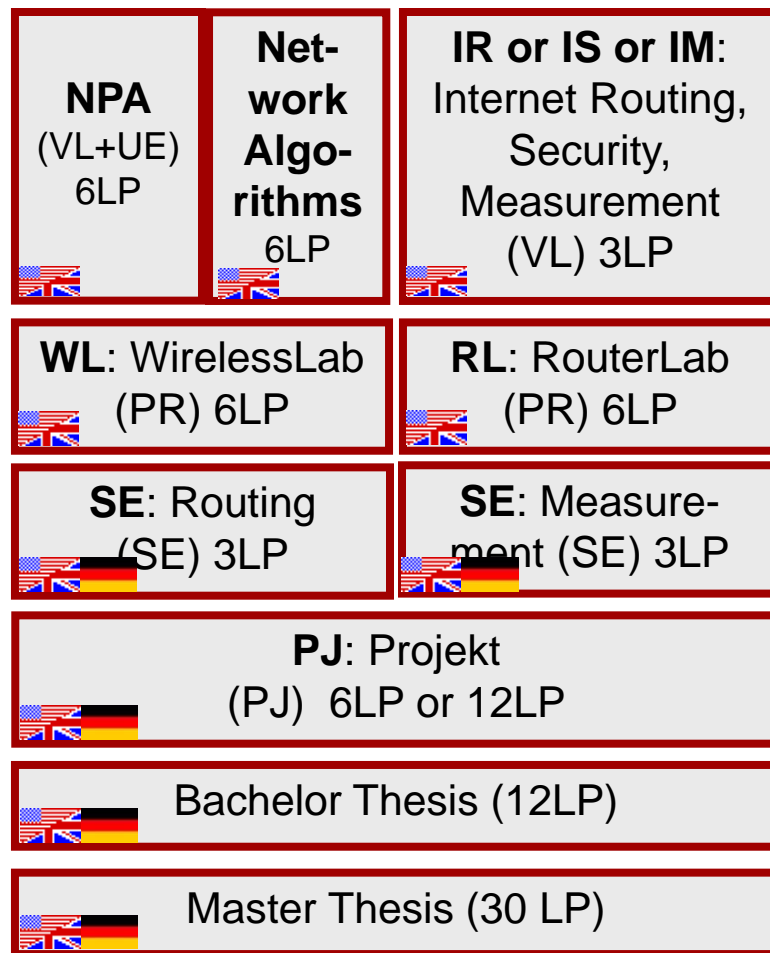 NPA
(VL+UE)
6LP
Net-
work
Algo-
rithms
6LP
IR or IS or IM:
Internet Routing,
Security,
Measurement
(VL) 3LP
WL: WirelessLab
(PR) 6LP
RL: RouterLab
(PR) 6LP
SE: Routing
(SE) 3LP
SE: Measure-
ment (SE) 3LP
PJ: Projekt
(PJ) 6LP or 12LP
Bachelor Thesis (12LP)
Master Thesis (30 LP)